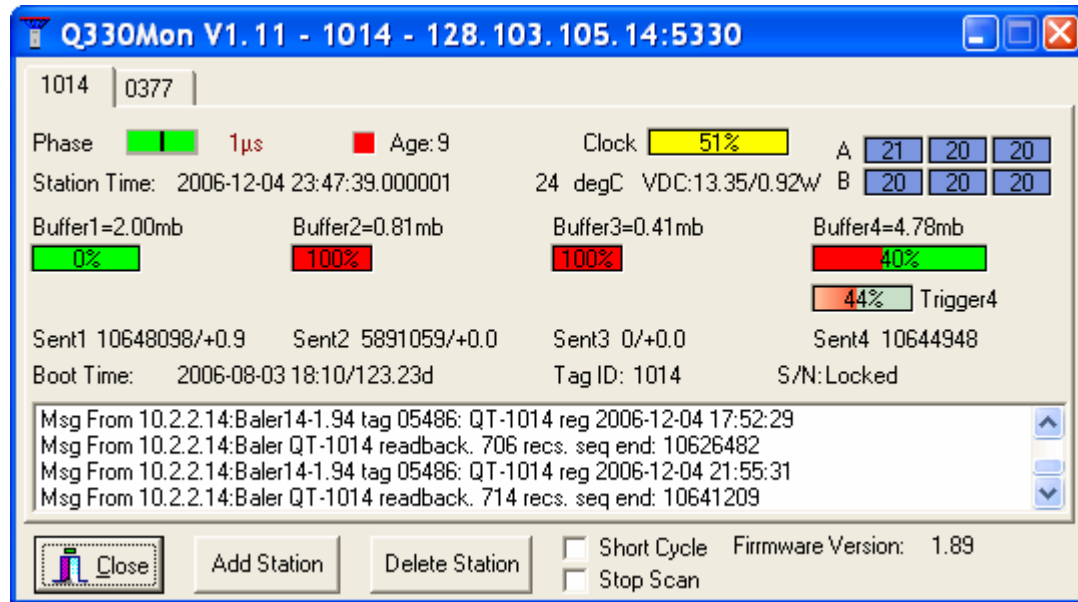 Q330Mon V1.11 - 1014 - 128.103.105.14:5330
1014 0377
Phase 1µs Age: 9 Clock 51% A 21 20 20
Station Time: 2006-12-04 23:47:39.000001 24 degC VDC:13.35/0.92W B 20 20 20
Buffer1=2.00mb Buffer2=0.81mb Buffer3=0.41mb Buffer4=4.78mb
0% 100% 100% 40%
44% Trigger4
Sent1 10648098/+0.9 Sent2 5891059/+0.0 Sent3 0/+0.0 Sent4 10644948
Boot Time: 2006-08-03 18:10/123.23d Tag ID: 1014 S/N:Locked
Msg From 10.2.2.14:Baler14-1.94 tag 05486: QT-1014 reg 2006-12-04 17:52:29
Msg From 10.2.2.14:Baler QT-1014 readback. 706 recs. seq end: 10626482
Msg From 10.2.2.14:Baler14-1.94 tag 05486: QT-1014 reg 2006-12-04 21:55:31
Msg From 10.2.2.14:Baler QT-1014 readback. 714 recs. seq end: 10641209
Close Add Station Delete Station Short Cycle Firrmware Version: 1.89
Stop Scan